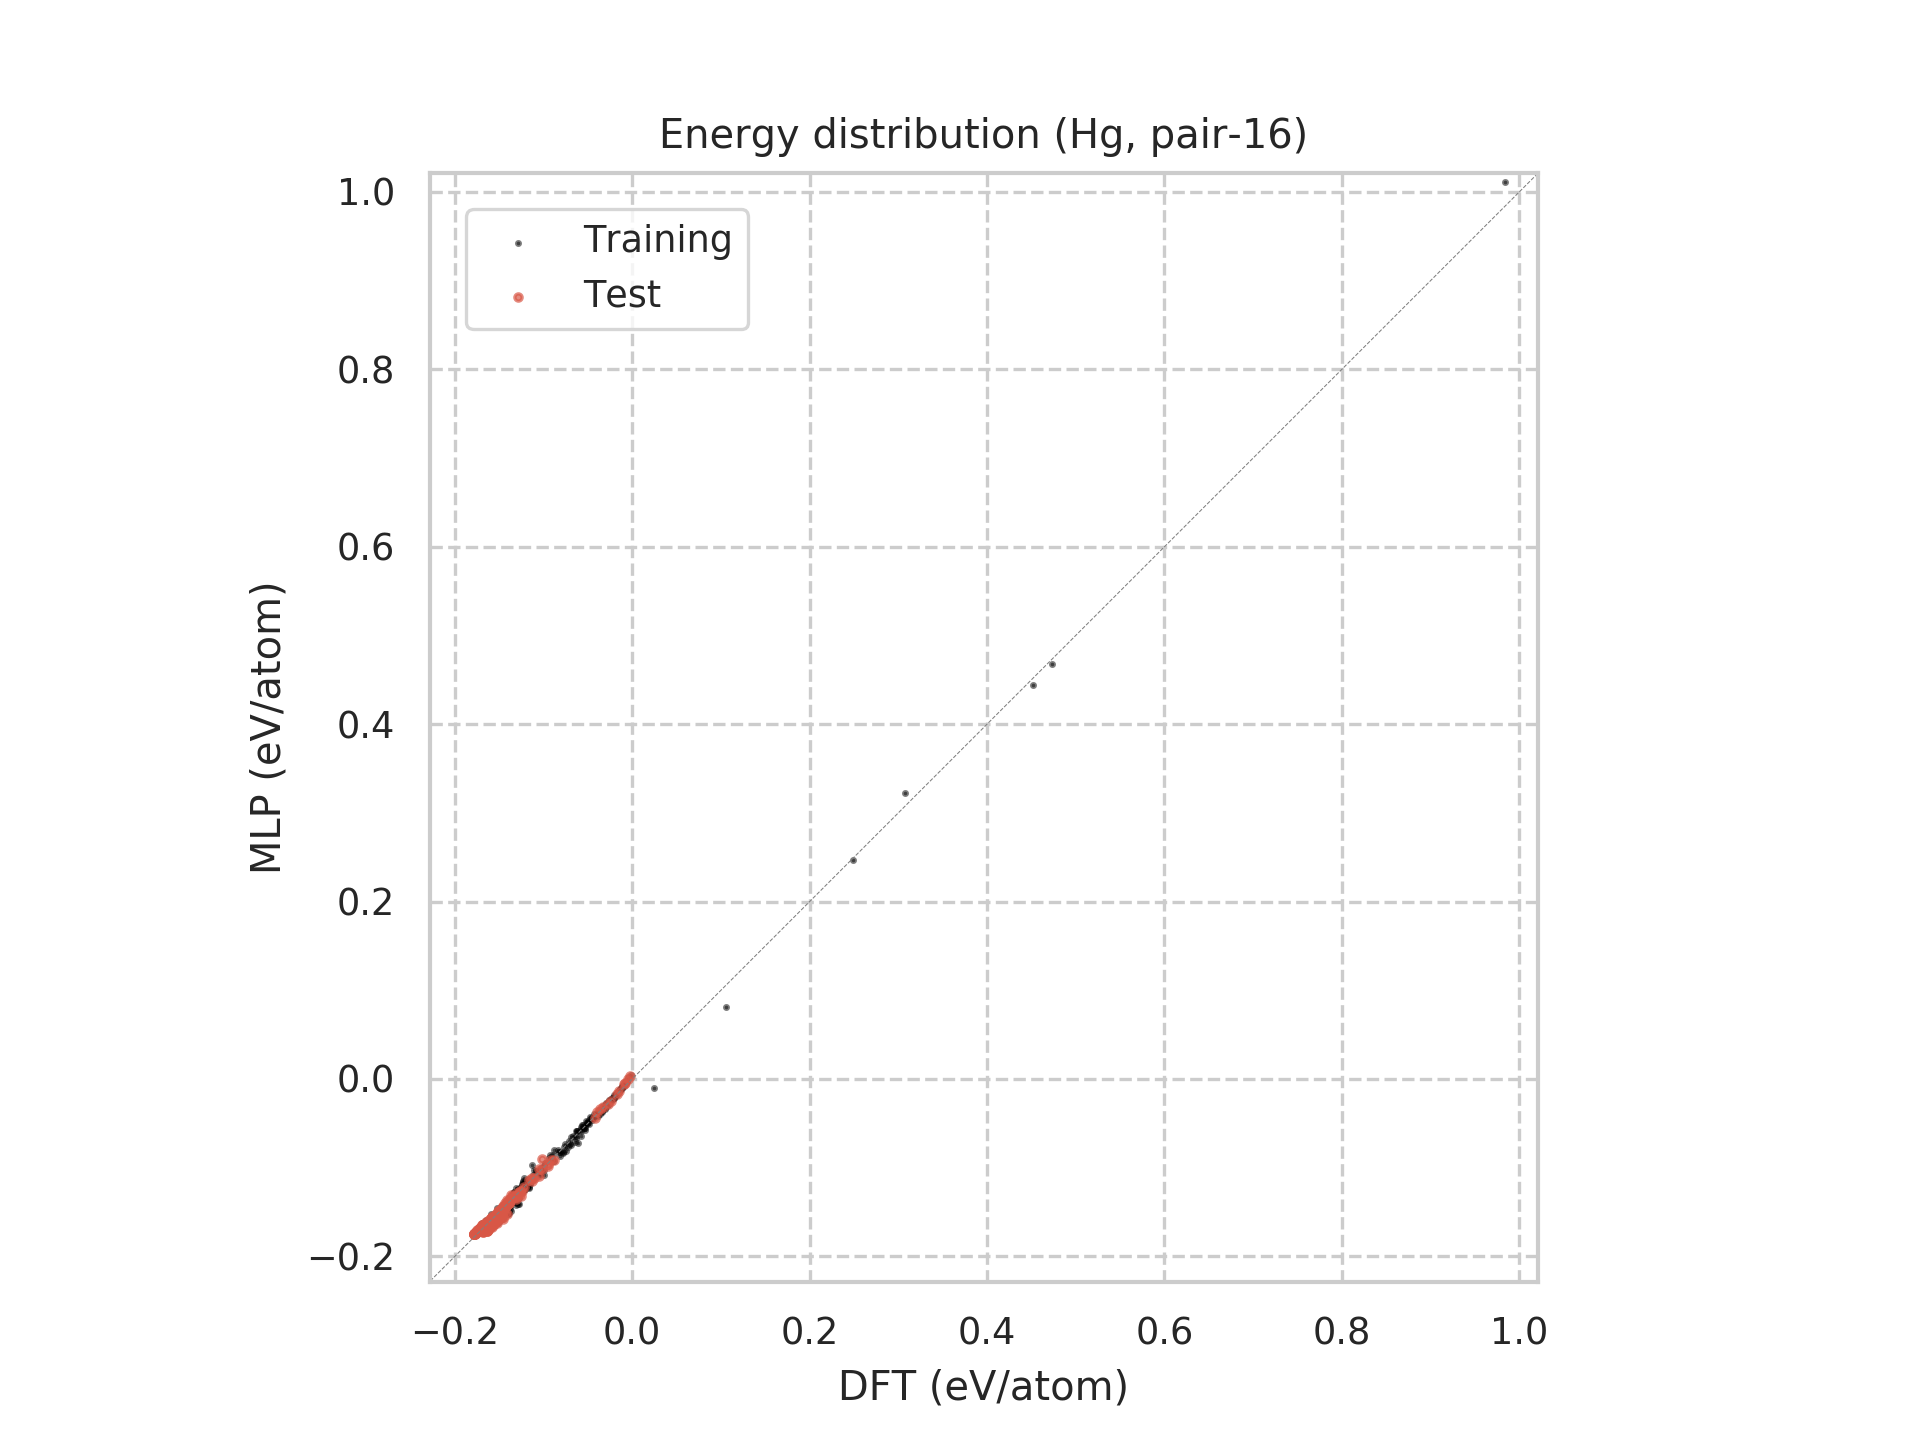 Energy distribution (Hg, pair-16)
Training
Test
MLP (eV/atom)
1.0
0.8
0.6
0.4
0.2
0.0
−0.2
−0.2 0.0 0.2 0.4 0.6 0.8 1.0
DFT (eV/atom)